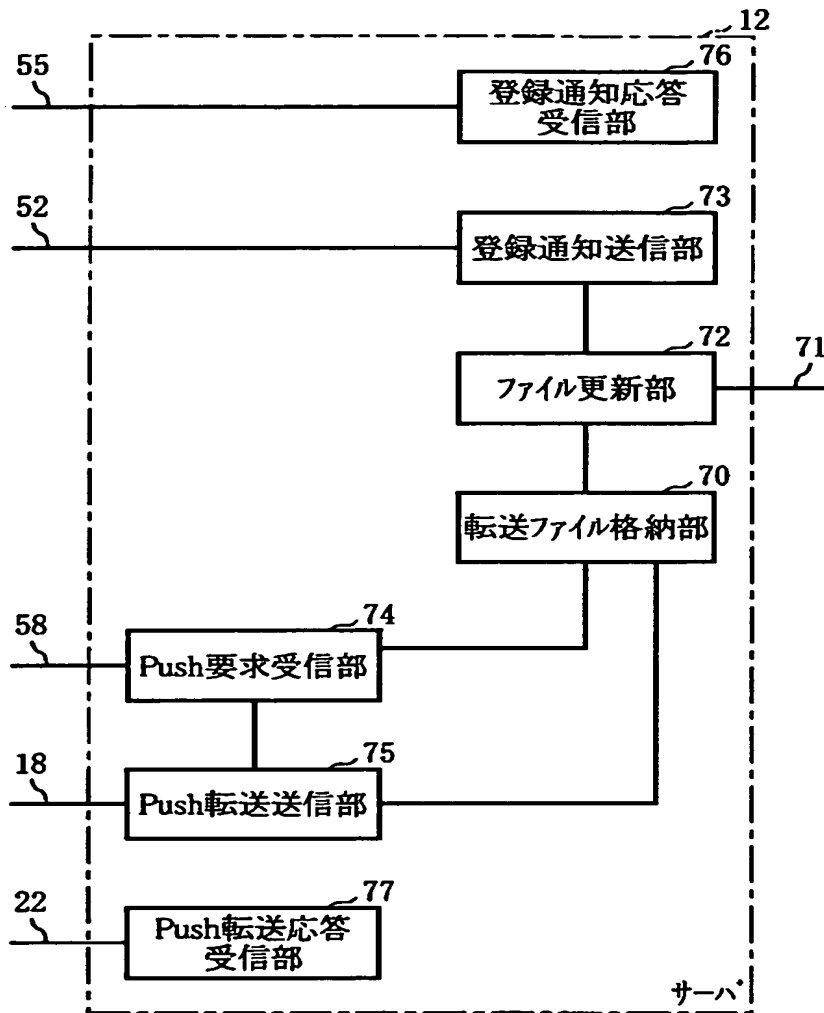 12
55
76
登録通知応答
受信部
52
73
登録通知送信部
72
71
ファイル更新部
70
転送ファイル格納部
58
74
Push要求受信部
18
75
Push転送送信部
22
77
Push転送応答
受信部
サーバ